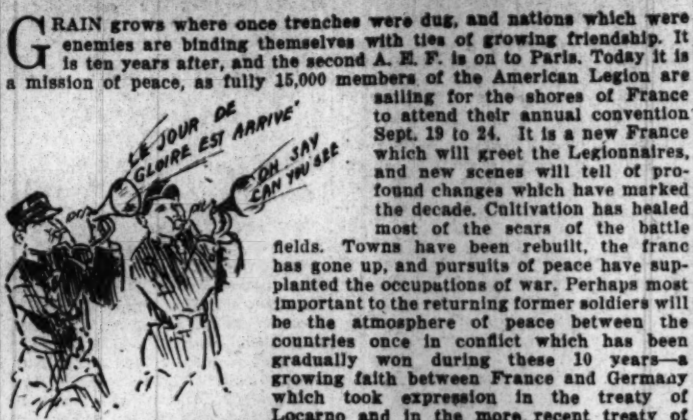 GRAIN grows where once trenches were dug, and nations which were
enemies are binding themselves with ties of growing friendship. It
is ten years after, and the second A. E. F. is on to Paris. Today it is
a mission of peace, as fully 15,000 members of the American Legion are
sailing for the shores of France
to attend their annual convention
Sept. 19 to 24. It is a new France
which will greet the Legionnaires,
and new scenes will tell of pro-
found changes which have marked
the decade. Cultivation has healed
most of the scars of the battle
fields. Towns have been rebuilt, the franc
has gone up, and pursuits of peace have sup-
planted the occupations of war. Perhaps most
important to the returning former soldiers will
be the atmosphere of peace between the
countries once in conflict which has been
gradually won during these 10 years—a
growing faith between France and Germany
which took expression in the treaty of
Locarno and in the more recent treaty of
LE JOUR DE
GLOIRE EST ARRIVE'
OH SAY
CAN YOU SEE